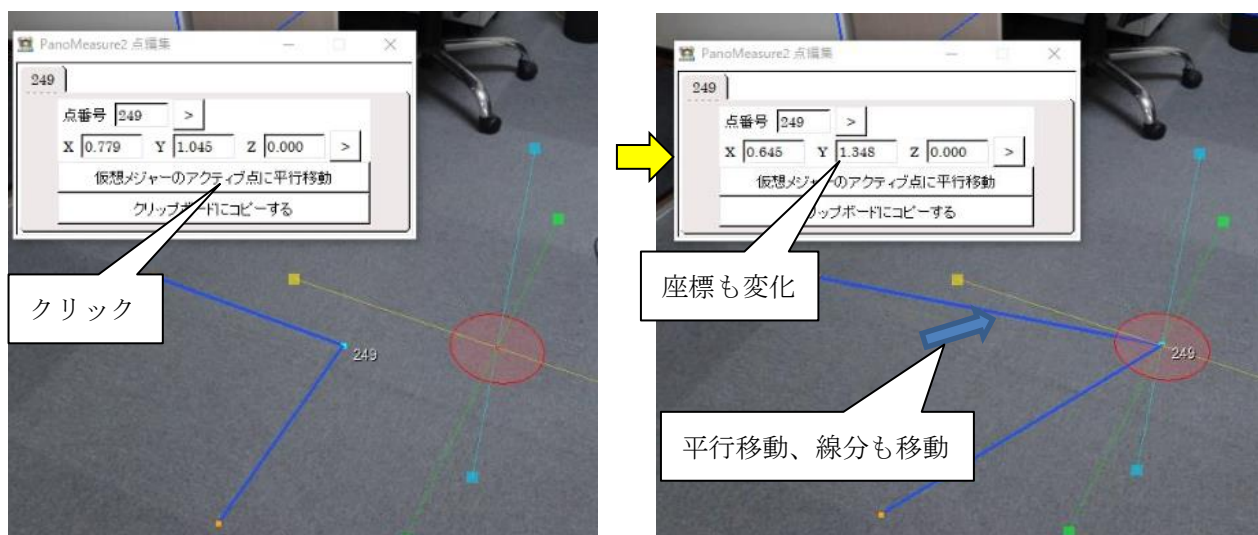 PanoMeasure2 点編集
249
点番号 249 >
X 0.779 Y 1.045 Z 0.000 >
仮想メジャーのアクティブ点に平行移動
クリップボードにコピーする
クリック
249
PanoMeasure2 点編集
249
点番号 249 >
X 0.645 Y 1.348 Z 0.000 >
仮想メジャーのアクティブ点に平行移動
クリップボードにコピーする
座標も変化
249
平行移動、線分も移動